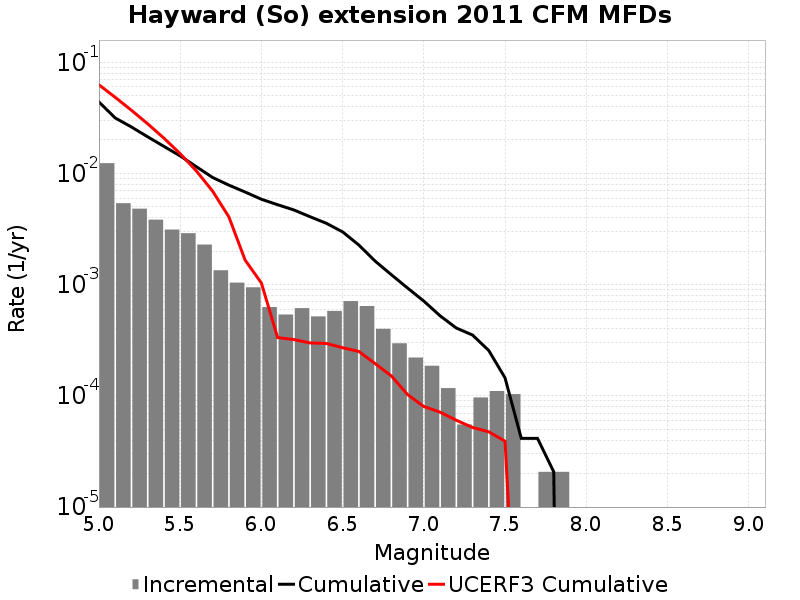 Hayward (So) extension 2011 CFM MFDs
Rate (1/yr)
10-1
10-2
10-3
10-4
10-5
5.0 5.5 6.0 6.5 7.0 7.5 8.0 8.5 9.0
Magnitude
Incremental Cumulative UCERF3 Cumulative